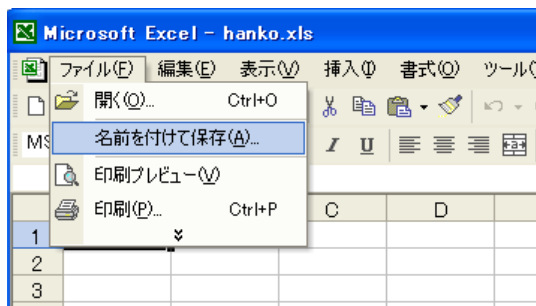 Microsoft Excel - hanko.xls
ファイル(F) 編集(E) 表示(V) 挿入(I) 書式(O) ツール(
開く(O)... Ctrl+O
名前を付けて保存(A)...
印刷プレビュー(V)
印刷(P)... Ctrl+P
MS
I U
C D
1
2
3